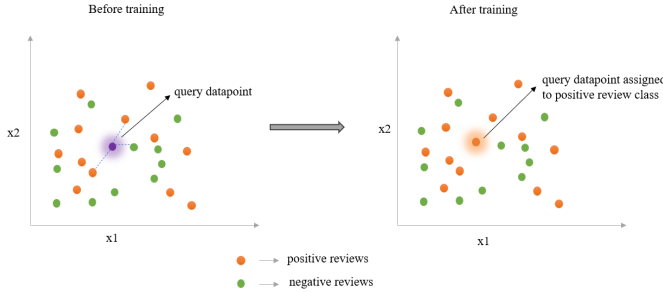 Before training
After training
query datapoint
query datapoint assigned
to positive review class
x2
x2
x1
x1
positive reviews
negative reviews